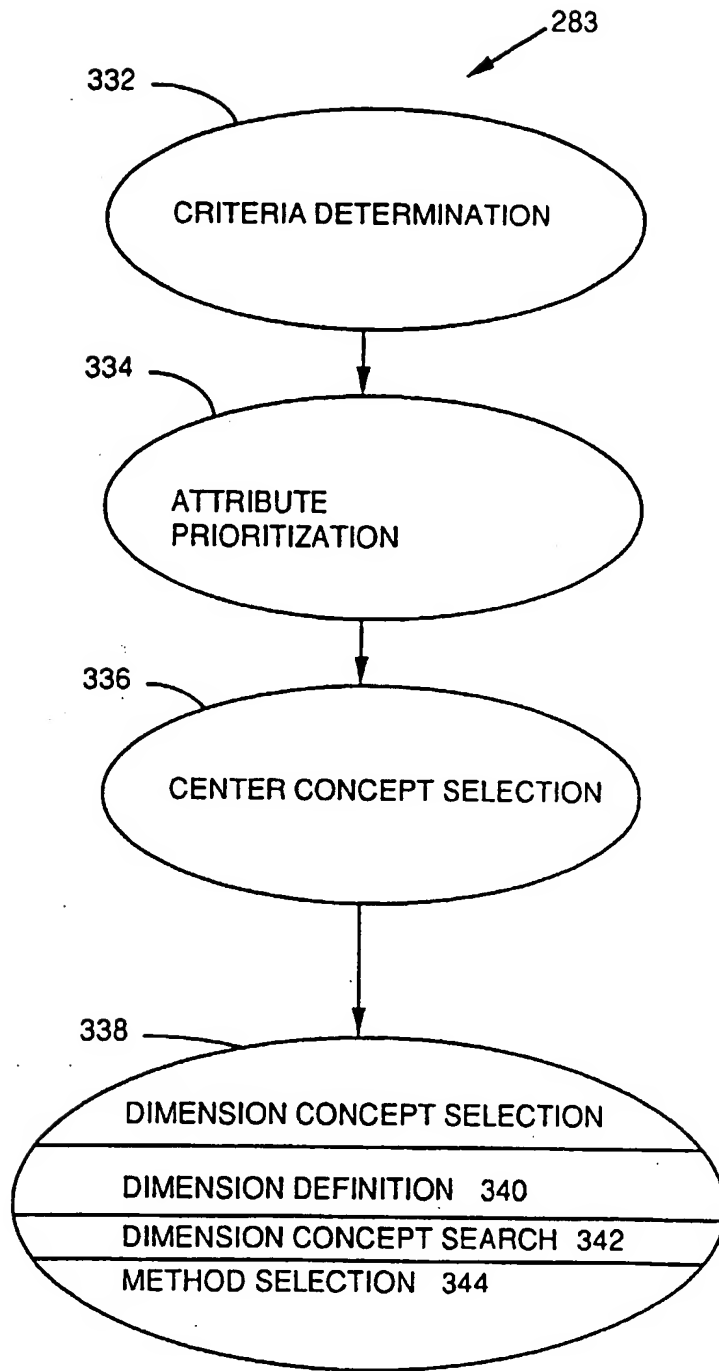 283
332
CRITERIA DETERMINATION
334
ATTRIBUTE
PRIORITIZATION
336
CENTER CONCEPT SELECTION
338
DIMENSION CONCEPT SELECTION
DIMENSION DEFINITION 340
DIMENSION CONCEPT SEARCH 342
METHOD SELECTION 344